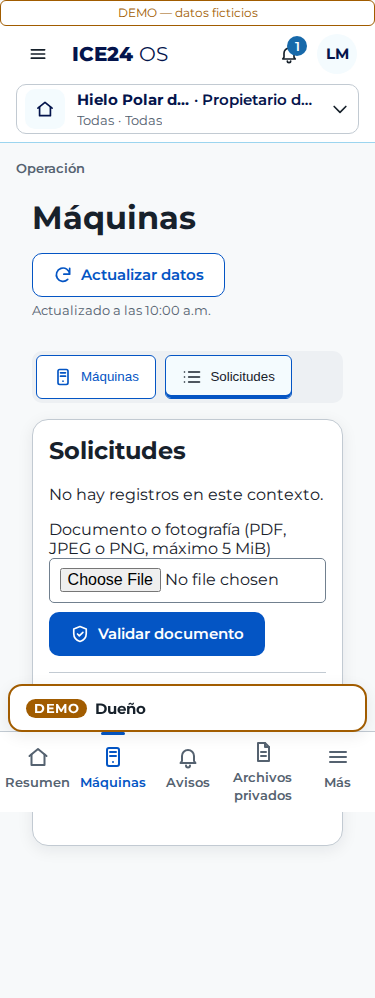 DEMO — datos ficticios
ICE24 OS
1
LM
Hielo Polar d... · Propietario d...
Todas · Todas
Operación
Máquinas
Actualizar datos
Actualizado a las 10:00 a.m.
Máquinas
Solicitudes
Solicitudes
No hay registros en este contexto.
Documento o fotografía (PDF,
JPEG o PNG, máximo 5 MiB)
Choose File No file chosen
Validar documento
DEMO Dueño
Resumen
Máquinas
Avisos
Archivos
privados
Más